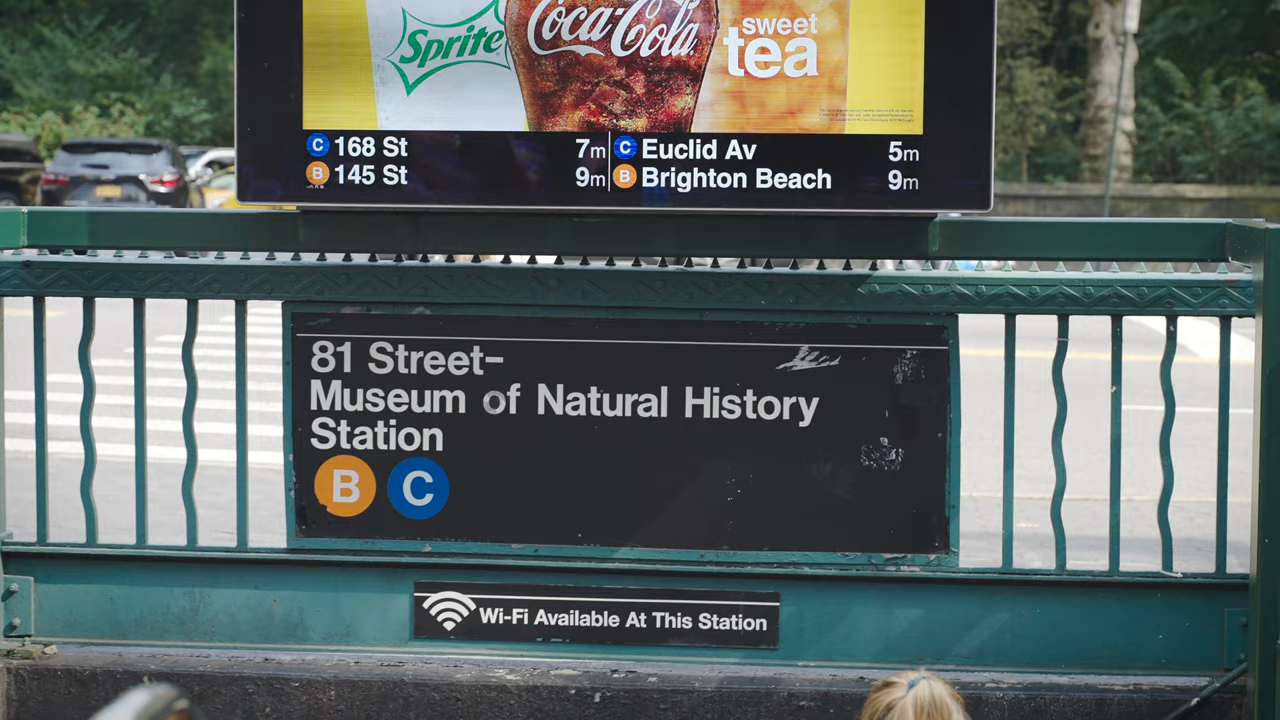 Sprite
Coca-Cola
sweet
tea
C 168 St 7m
B 145 St 9m
C Euclid Av 5m
B Brighton Beach 9m
81 Street–
Museum of Natural History
Station
B C
Wi-Fi Available At This Station